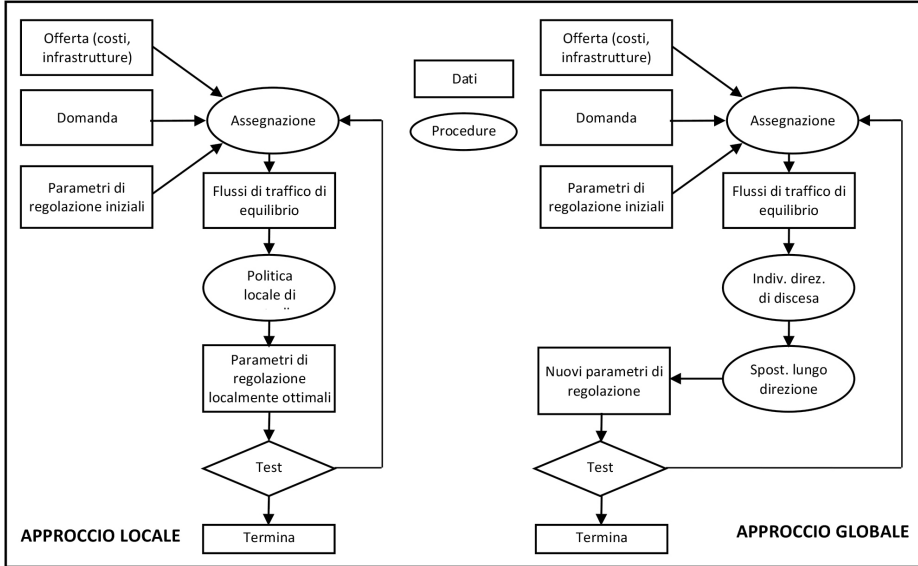 Offerta (costi,
infrastrutture)
Domanda
Parametri di
regolazione iniziali
Assegnazione
Flussi di traffico di
equilibrio
Politica
locale di
Parametri di
regolazione
localmente ottimali
Test
Termina
APPROCCIO LOCALE
Dati
Procedure
Offerta (costi,
infrastrutture)
Domanda
Parametri di
regolazione iniziali
Assegnazione
Flussi di traffico di
equilibrio
Indiv. direz.
di discesa
Spost. lungo
direzione
Nuovi parametri di
regolazione
Test
Termina
APPROCCIO GLOBALE